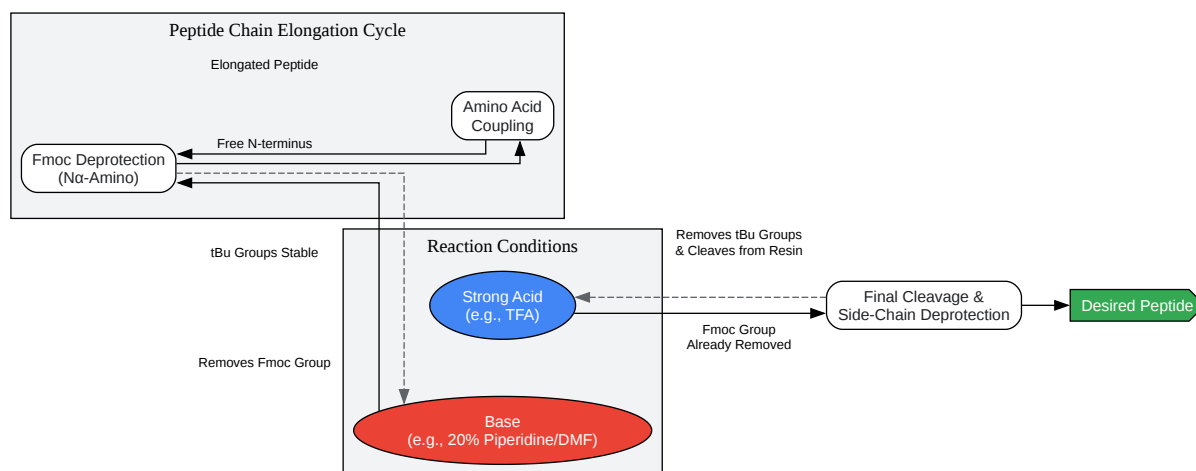 Peptide Chain Elongation Cycle
Elongated Peptide
Amino Acid
Coupling
Free N-terminus
Fmoc Deprotection
(Nα-Amino)
tBu Groups Stable
Reaction Conditions
Removes tBu Groups
& Cleaves from Resin
Strong Acid
(e.g., TFA)
Final Cleavage &
Side-Chain Deprotection
Desired Peptide
Fmoc Group
Already Removed
Removes Fmoc Group
Base
(e.g., 20% Piperidine/DMF)